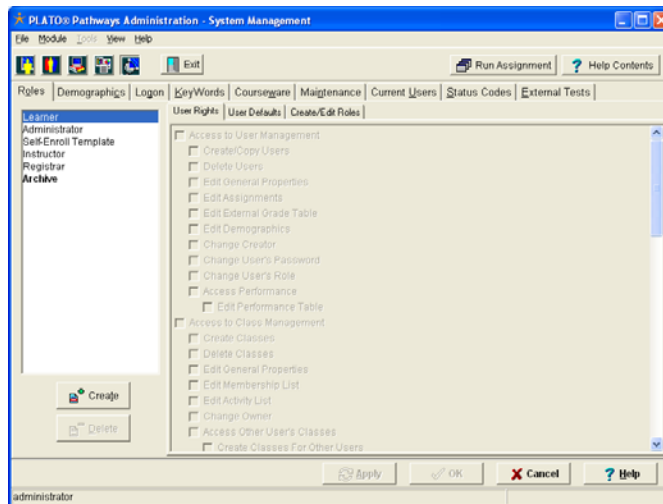 PLATO® Pathways Administration - System Management
File Module Tools View Help
Exit Run Assignment ? Help Contents
Roles Demographics Logon KeyWords Courseware Maintenance Current Users Status Codes External Tests
User Rights User Defaults Create/Edit Roles
Learner
Administrator
Self-Enroll Template
Instructor
Registrar
Archive
Create
Delete
Access to User Management
Create/Copy Users
Delete Users
Edit General Properties
Edit Assignments
Edit External Grade Table
Edit Demographics
Change Creator
Change User's Password
Change User's Role
Access Performance
Edit Performance Table
Access to Class Management
Create Classes
Delete Classes
Edit General Properties
Edit Membership List
Edit Activity List
Change Owner
Access Other User's Classes
Create Classes For Other Users
Apply OK Cancel ? Help
administrator